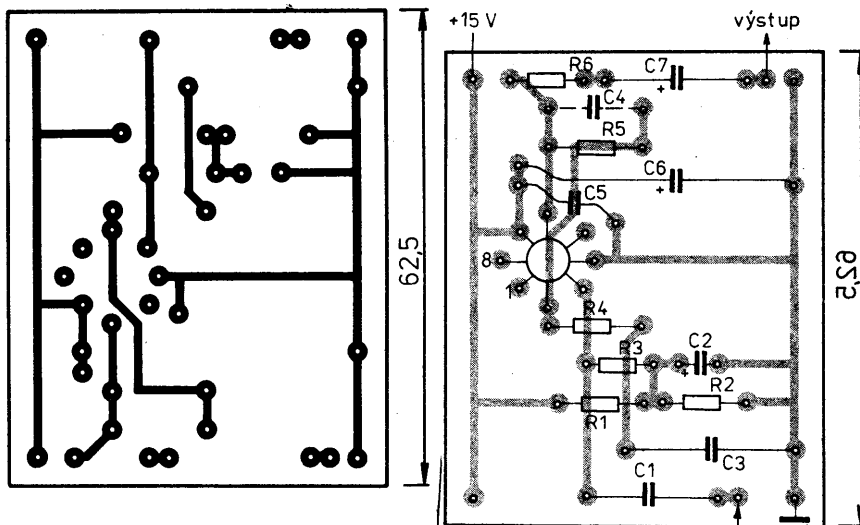 +15 V
výstup
R6
C7
+
C4
R5
C6
+
C5
62,5
62,5
8
1
R4
R3
C2
+
R2
R1
C3
C1